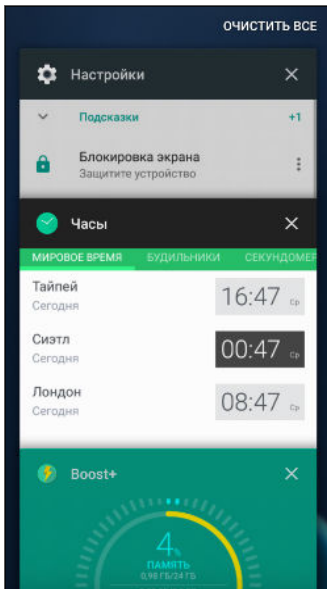 ОЧИСТИТЬ ВСЕ
Настройки
Подсказки +1
Блокировка экрана
Защитите устройство
Часы
МИРОВОЕ ВРЕМЯ БУДИЛЬНИКИ СЕКУНДОМЕР
Тайпей
Сегодня
16:47 Ср
Сиэтл
Сегодня
00:47 Ср
Лондон
Сегодня
08:47 Ср
Boost+
4%
ПАМЯТЬ
0,98 ГБ/24 ГБ